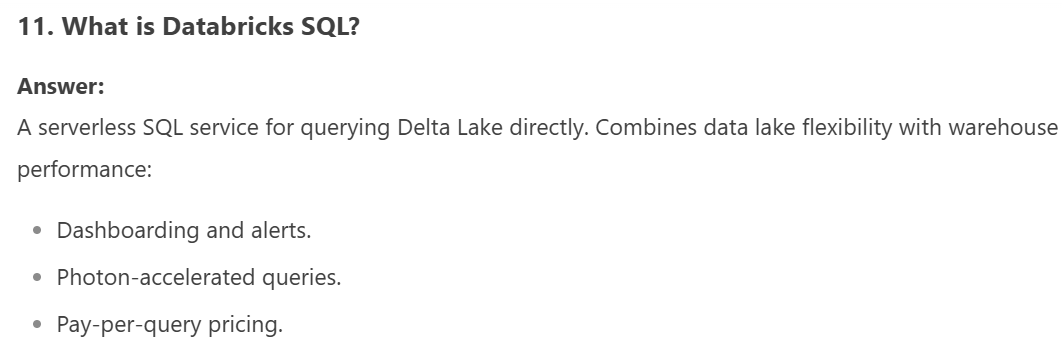 11. What is Databricks SQL?
Answer:
A serverless SQL service for querying Delta Lake directly. Combines data lake flexibility with warehouse
performance:
• Dashboarding and alerts.
• Photon-accelerated queries.
• Pay-per-query pricing.